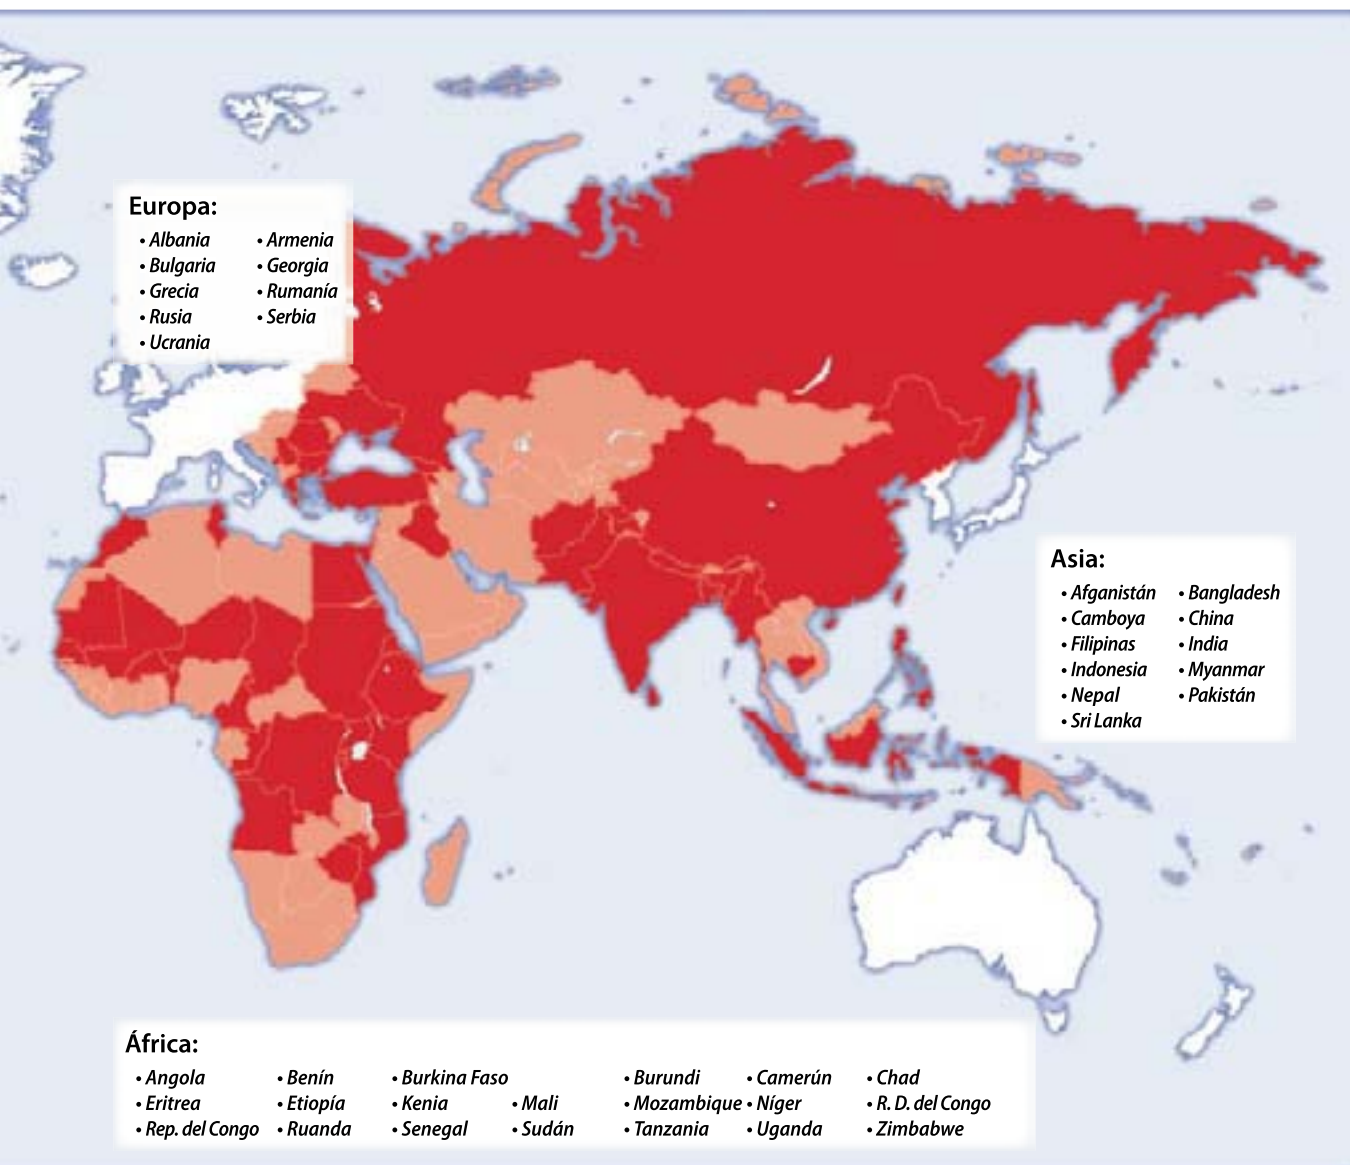 Europa:
• Albania • Armenia
• Bulgaria • Georgia
• Grecia • Rumanía
• Rusia • Serbia
• Ucrania
Asia:
• Afganistán • Bangladesh
• Camboya • China
• Filipinas • India
• Indonesia • Myanmar
• Nepal • Pakistán
• Sri Lanka
África:
• Angola • Benín • Burkina Faso • Burundi • Camerún • Chad
• Eritrea • Etiopía • Kenia • Mali • Mozambique • Níger • R. D. del Congo
• Rep. del Congo • Ruanda • Senegal • Sudán • Tanzania • Uganda • Zimbabwe